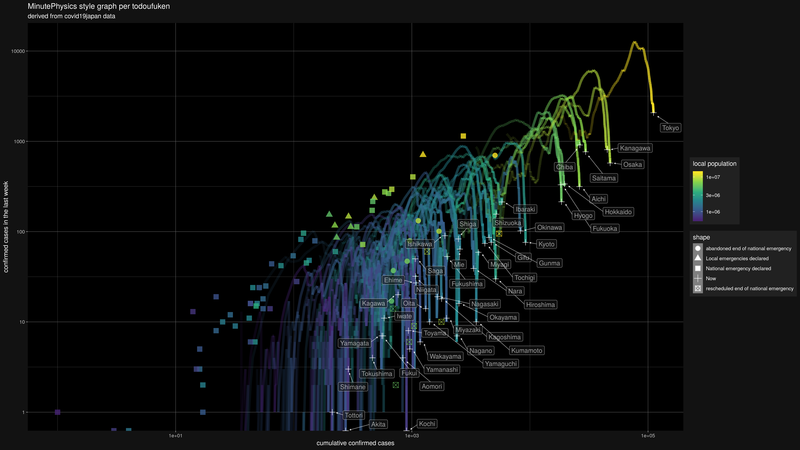 MinutePhysics style graph per todoufuken
derived from covid19japan data
10000
1000
100
10
1
confirmed cases in the last week
1e+01
1e+03
1e+05
cumulative confirmed cases
Tokyo
Kanagawa
Osaka
Chiba
Saitama
Aichi
Hokkaido
Hyogo
Fukuoka
Ibaraki
Shizuoka
Okinawa
Shiga
Kyoto
Ishikawa
Gifu
Gunma
Miyagi
Mie
Saga
Tochigi
Ehime
Fukushima
Niigata
Nara
Kagawa
Oita
Nagasaki
Hiroshima
Iwate
Okayama
Toyama
Miyazaki
Kagoshima
Yamagata
Nagano
Kumamoto
Wakayama
Yamaguchi
Tokushima
Fukui
Yamanashi
Shimane
Aomori
Tottori
Akita
Kochi
local population
1e+07
3e+06
1e+06
shape
abandoned end of national emergency
Local emergencies declared
National emergency declared
Now
rescheduled end of national emergency